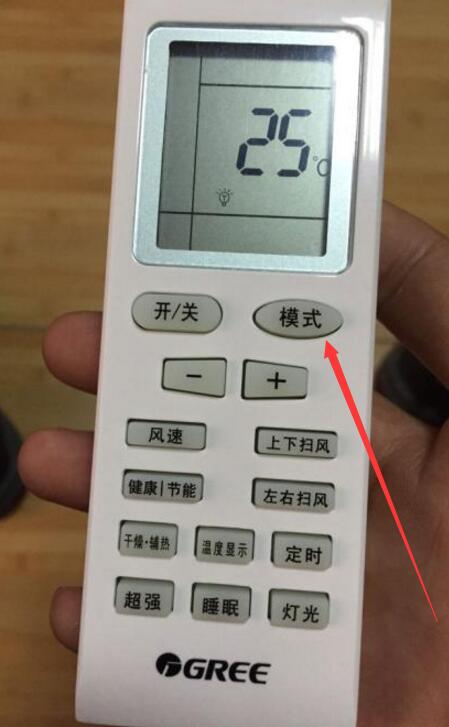 25°C
开/关 模式
− +
风速 上下扫风
健康|节能 左右扫风
干燥·辅热 温度显示 定时
超强 睡眠 灯光
GREE